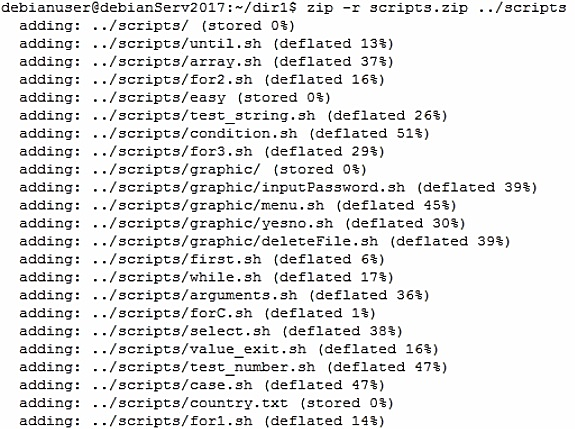 debianuser@debianServ2017:~/dir1$ zip -r scripts.zip ../scripts
adding: ../scripts/ (stored 0%)
adding: ../scripts/until.sh (deflated 13%)
adding: ../scripts/array.sh (deflated 37%)
adding: ../scripts/for2.sh (deflated 16%)
adding: ../scripts/easy (stored 0%)
adding: ../scripts/test_string.sh (deflated 26%)
adding: ../scripts/condition.sh (deflated 51%)
adding: ../scripts/for3.sh (deflated 29%)
adding: ../scripts/graphic/ (stored 0%)
adding: ../scripts/graphic/inputPassword.sh (deflated 39%)
adding: ../scripts/graphic/menu.sh (deflated 45%)
adding: ../scripts/graphic/yesno.sh (deflated 30%)
adding: ../scripts/graphic/deleteFile.sh (deflated 39%)
adding: ../scripts/first.sh (deflated 6%)
adding: ../scripts/while.sh (deflated 17%)
adding: ../scripts/arguments.sh (deflated 36%)
adding: ../scripts/forC.sh (deflated 1%)
adding: ../scripts/select.sh (deflated 38%)
adding: ../scripts/value_exit.sh (deflated 16%)
adding: ../scripts/test_number.sh (deflated 47%)
adding: ../scripts/case.sh (deflated 47%)
adding: ../scripts/country.txt (stored 0%)
adding: ../scripts/for1.sh (deflated 14%)